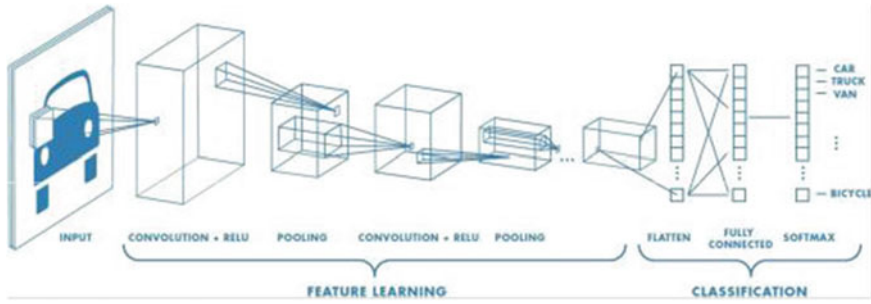 CAR
TRUCK
VAN
BICYCLE
INPUT
CONVOLUTION + RELU
POOLING
CONVOLUTION + RELU
POOLING
FLATTEN
FULLY
CONNECTED
SOFTMAX
FEATURE LEARNING
CLASSIFICATION